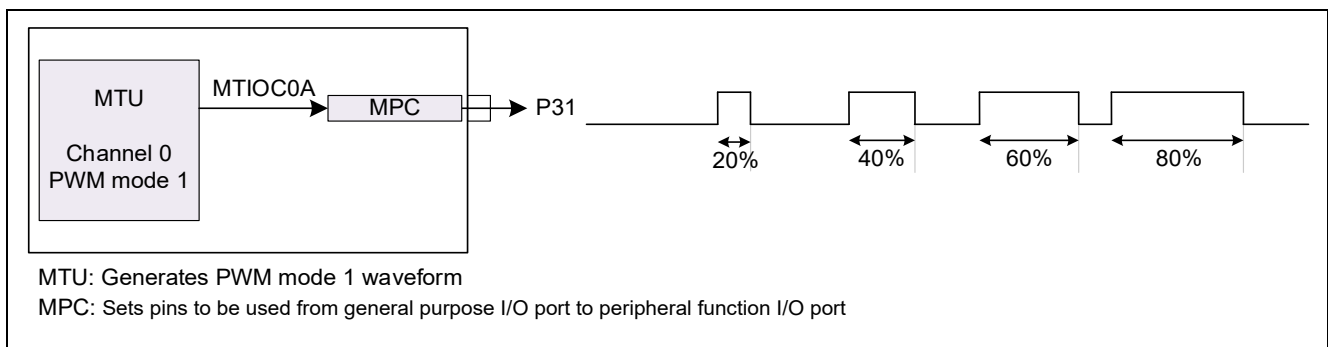 MTU
Channel 0
PWM mode 1
MTIOC0A
MPC
P31
20%
40%
60%
80%
MTU: Generates PWM mode 1 waveform
MPC: Sets pins to be used from general purpose I/O port to peripheral function I/O port